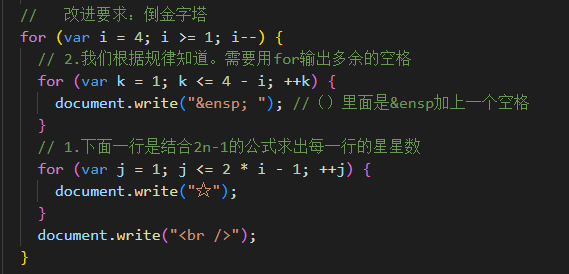 //   改进要求：倒金字塔
for (var i = 4; i >= 1; i--) {
  // 2.我们根据规律知道。需要用for输出多余的空格
  for (var k = 1; k <= 4 - i; ++k) {
    document.write("&ensp; "); //（）里面是&ensp加上一个空格
  }
  // 1.下面一行是结合2n-1的公式求出每一行的星星数
  for (var j = 1; j <= 2 * i - 1; ++j) {
    document.write("☆");
  }
  document.write("<br />");
}